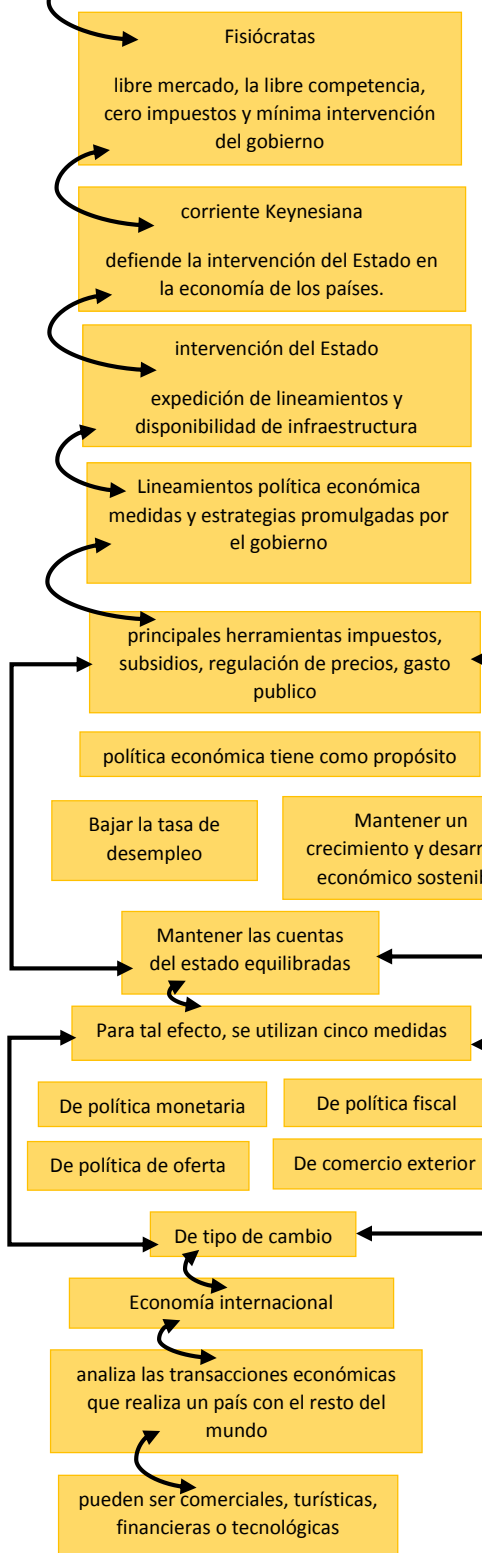 Fisiócratas
libre mercado, la libre competencia,
cero impuestos y mínima intervención
del gobierno
corriente Keynesiana
defiende la intervención del Estado en
la economía de los países.
intervención del Estado
expedición de lineamientos y
disponibilidad de infraestructura
Lineamientos política económica
medidas y estrategias promulgadas por
el gobierno
principales herramientas impuestos,
subsidios, regulación de precios, gasto
publico
política económica tiene como propósito
Bajar la tasa de
desempleo
Mantener un
crecimiento y
económico
Mantener las cuentas
del estado equilibradas
Para tal efecto, se utilizan cinco medidas
De política monetaria
De política fiscal
De política de oferta
De comercio exterior
De tipo de cambio
Economía internacional
analiza las transacciones económicas
que realiza un país con el resto del
mundo
pueden ser comerciales, turísticas,
financieras o tecnológicas